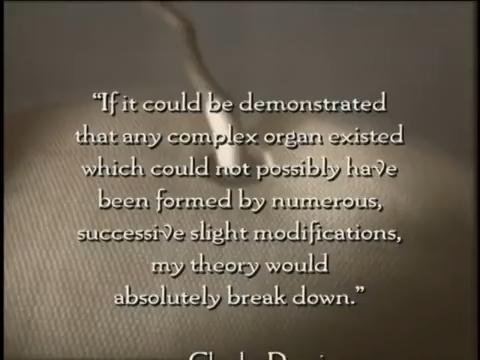 “If it could be demonstrated
that any complex organ existed
which could not possibly have
been formed by numerous,
successive slight modifications,
my theory would
absolutely break down.”